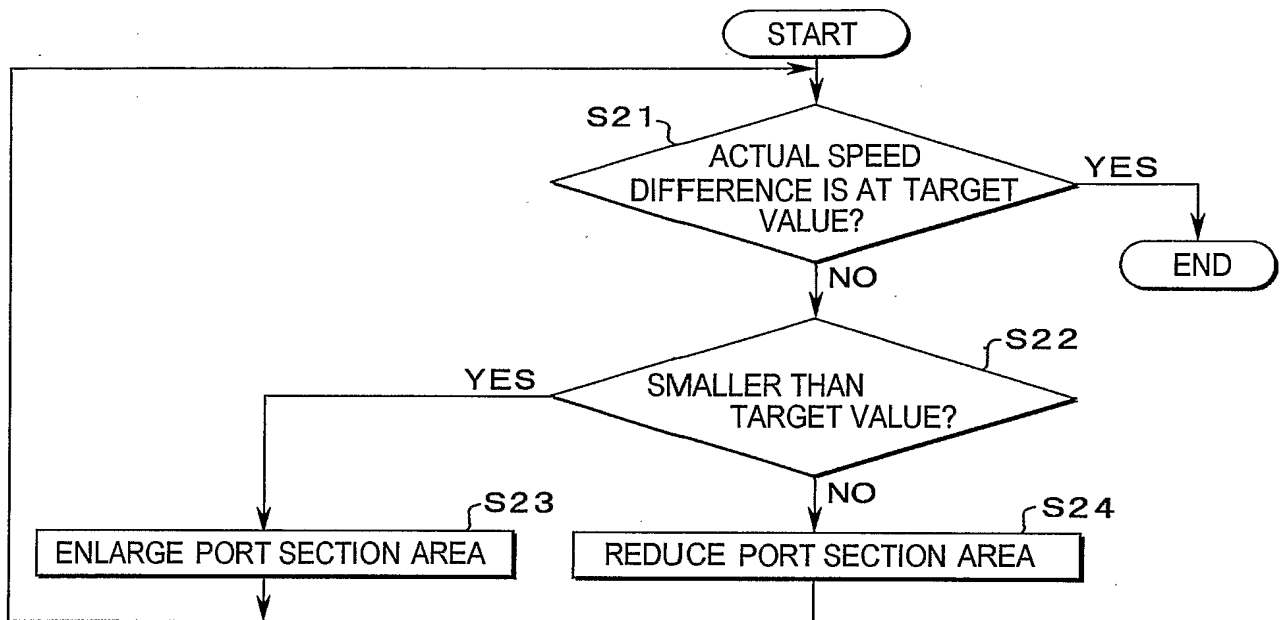 START
S21
ACTUAL SPEED
DIFFERENCE IS AT TARGET
VALUE?
YES
END
NO
S22
YES
SMALLER THAN
TARGET VALUE?
NO
S23
S24
ENLARGE PORT SECTION AREA
REDUCE PORT SECTION AREA